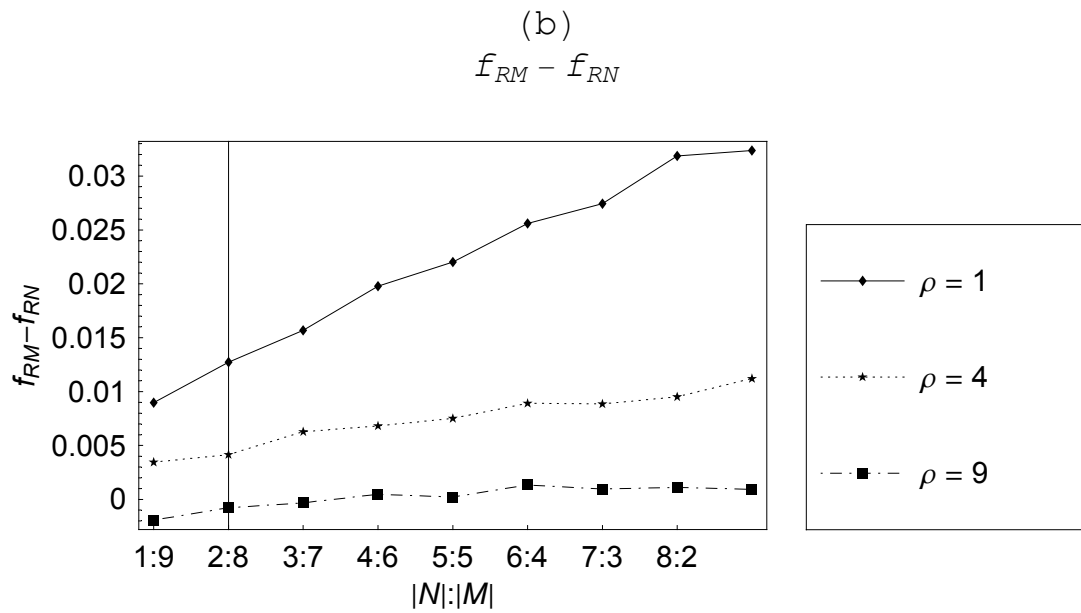 (b)
f_RM − f_RN
0.03
0.025
0.02
0.015
0.01
0.005
0
f_RM−f_RN
1:9 2:8 3:7 4:6 5:5 6:4 7:3 8:2
|N|:|M|
ρ = 1
ρ = 4
ρ = 9